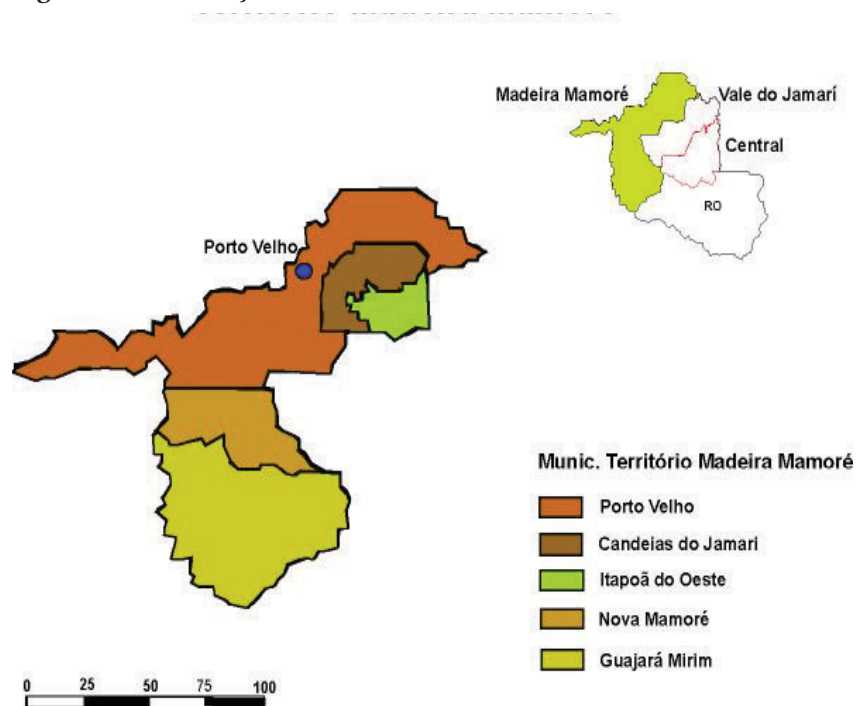 Madeira Mamoré
Vale do Jamarí
Central
RO
Porto Velho
Munic. Território Madeira Mamoré
Porto Velho
Candeias do Jamari
Itapoã do Oeste
Nova Mamoré
Guajará Mirim
0 25 50 75 100